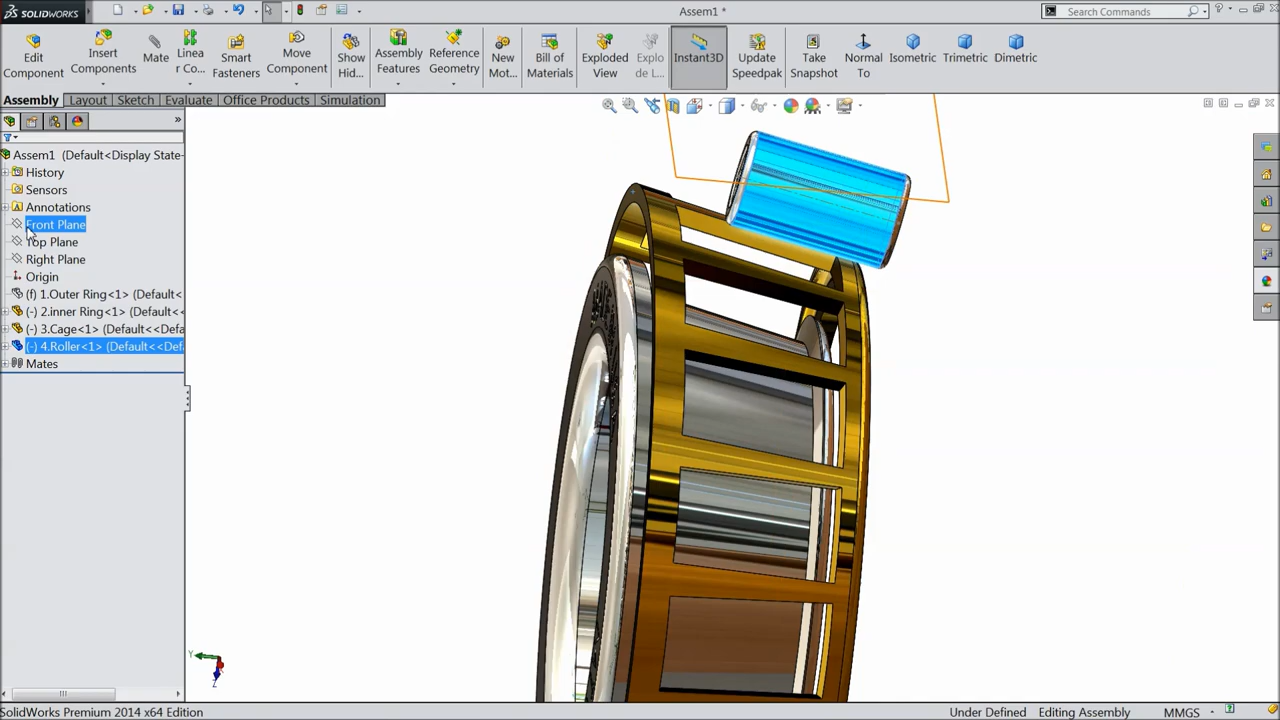 SOLIDWORKS
Assem1 *
Search Commands
Edit Component
Insert Components
Mate
Linea r Co...
Smart Fasteners
Move Component
Show Hid...
Assembly Features
Reference Geometry
New Mot...
Bill of Materials
Exploded View
Explo de L...
Instant3D
Update Speedpak
Take Snapshot
Normal To
Isometric
Trimetric
Dimetric
Assembly
Layout
Sketch
Evaluate
Office Products
Simulation
Assem1 (Default<Display State-
History
Sensors
Annotations
Front Plane
Top Plane
Right Plane
Origin
(f) 1.Outer Ring<1> (Default<
(-) 2.inner Ring<1> (Default<
(-) 3.Cage<1> (Default<<Defa
(-) 4.Roller<1> (Default<<Def
Mates
Y
Z
SolidWorks Premium 2014 x64 Edition
Under Defined
Editing Assembly
MMGS